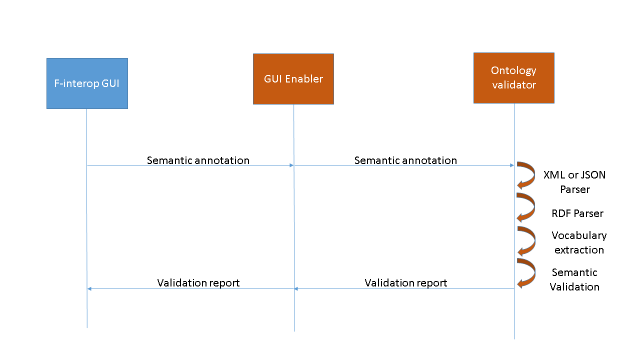 F-interop GUI
GUI Enabler
Ontology
validator
Semantic annotation
Semantic annotation
XML or JSON
Parser
RDF Parser
Vocabulary
extraction
Semantic
Validation
Validation report
Validation report